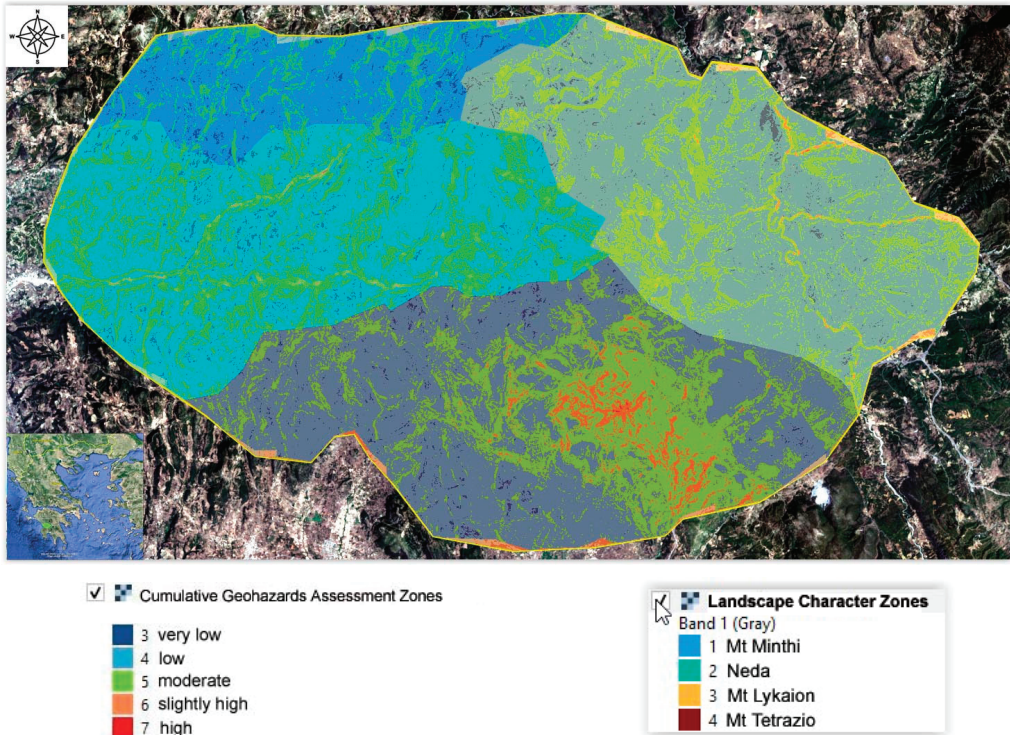 N
W E
S
Cumulative Geohazards Assessment Zones
3 very low
4 low
5 moderate
6 slightly high
7 high
Landscape Character Zones
Band 1 (Gray)
1 Mt Minthi
2 Neda
3 Mt Lykaion
4 Mt Tetrazio